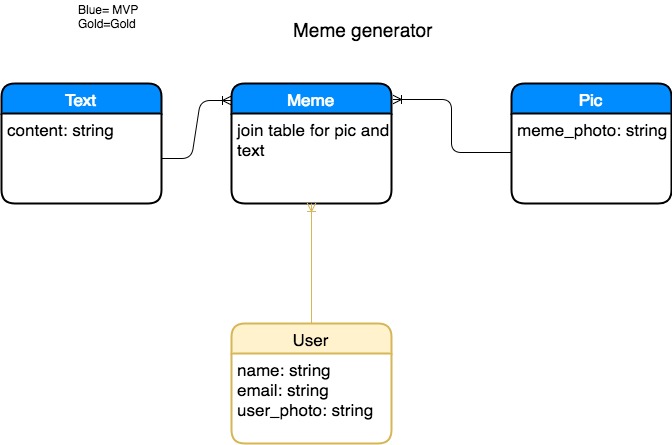 Blue= MVP
Gold=Gold
Meme generator
Text
content: string
Meme
join table for pic and
text
Pic
meme_photo: string
User
name: string
email: string
user_photo: string